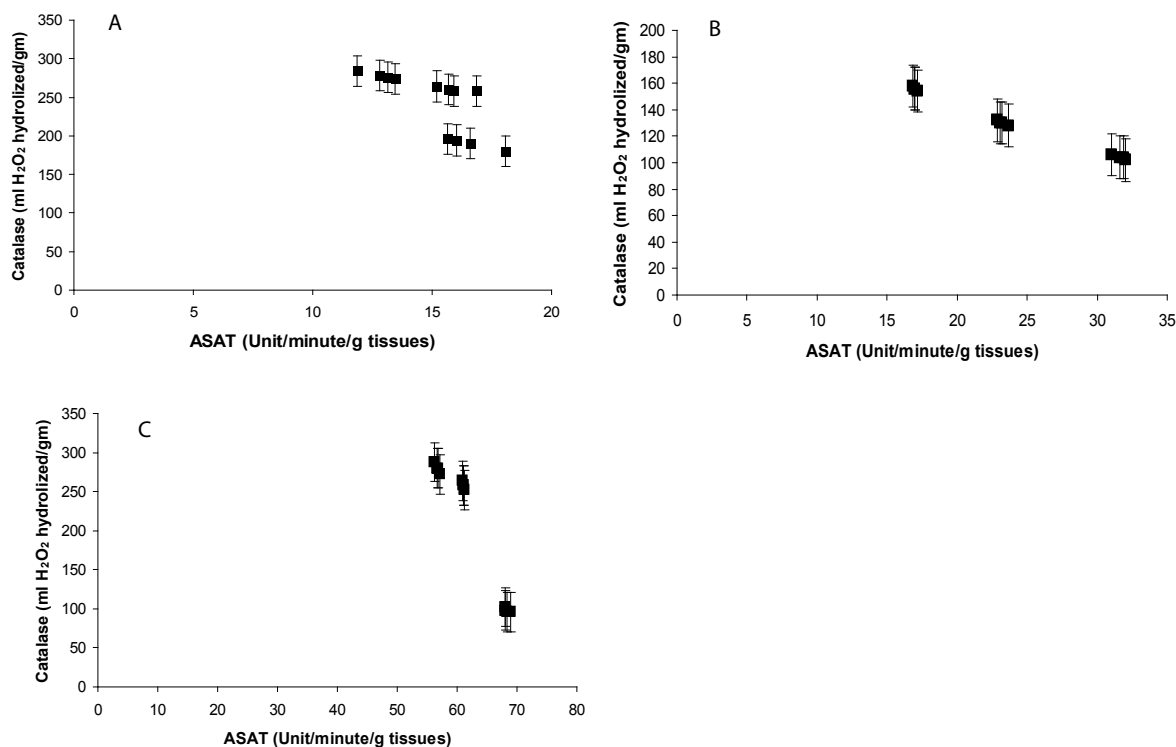 A
350
300
250
200
150
100
50
0
Catalase (ml H₂O₂ hydrolized/gm)
0 5 10 15 20
ASAT (Unit/minute/g tissues)
B
200
180
160
140
120
100
80
60
40
20
0
Catalase (ml H₂O₂ hydrolized/gm)
0 5 10 15 20 25 30 35
ASAT (Unit/minute/g tissues)
C
350
300
250
200
150
100
50
0
Catalase (ml H₂O₂ hydrolized/gm)
0 10 20 30 40 50 60 70 80
ASAT (Unit/minute/g tissues)